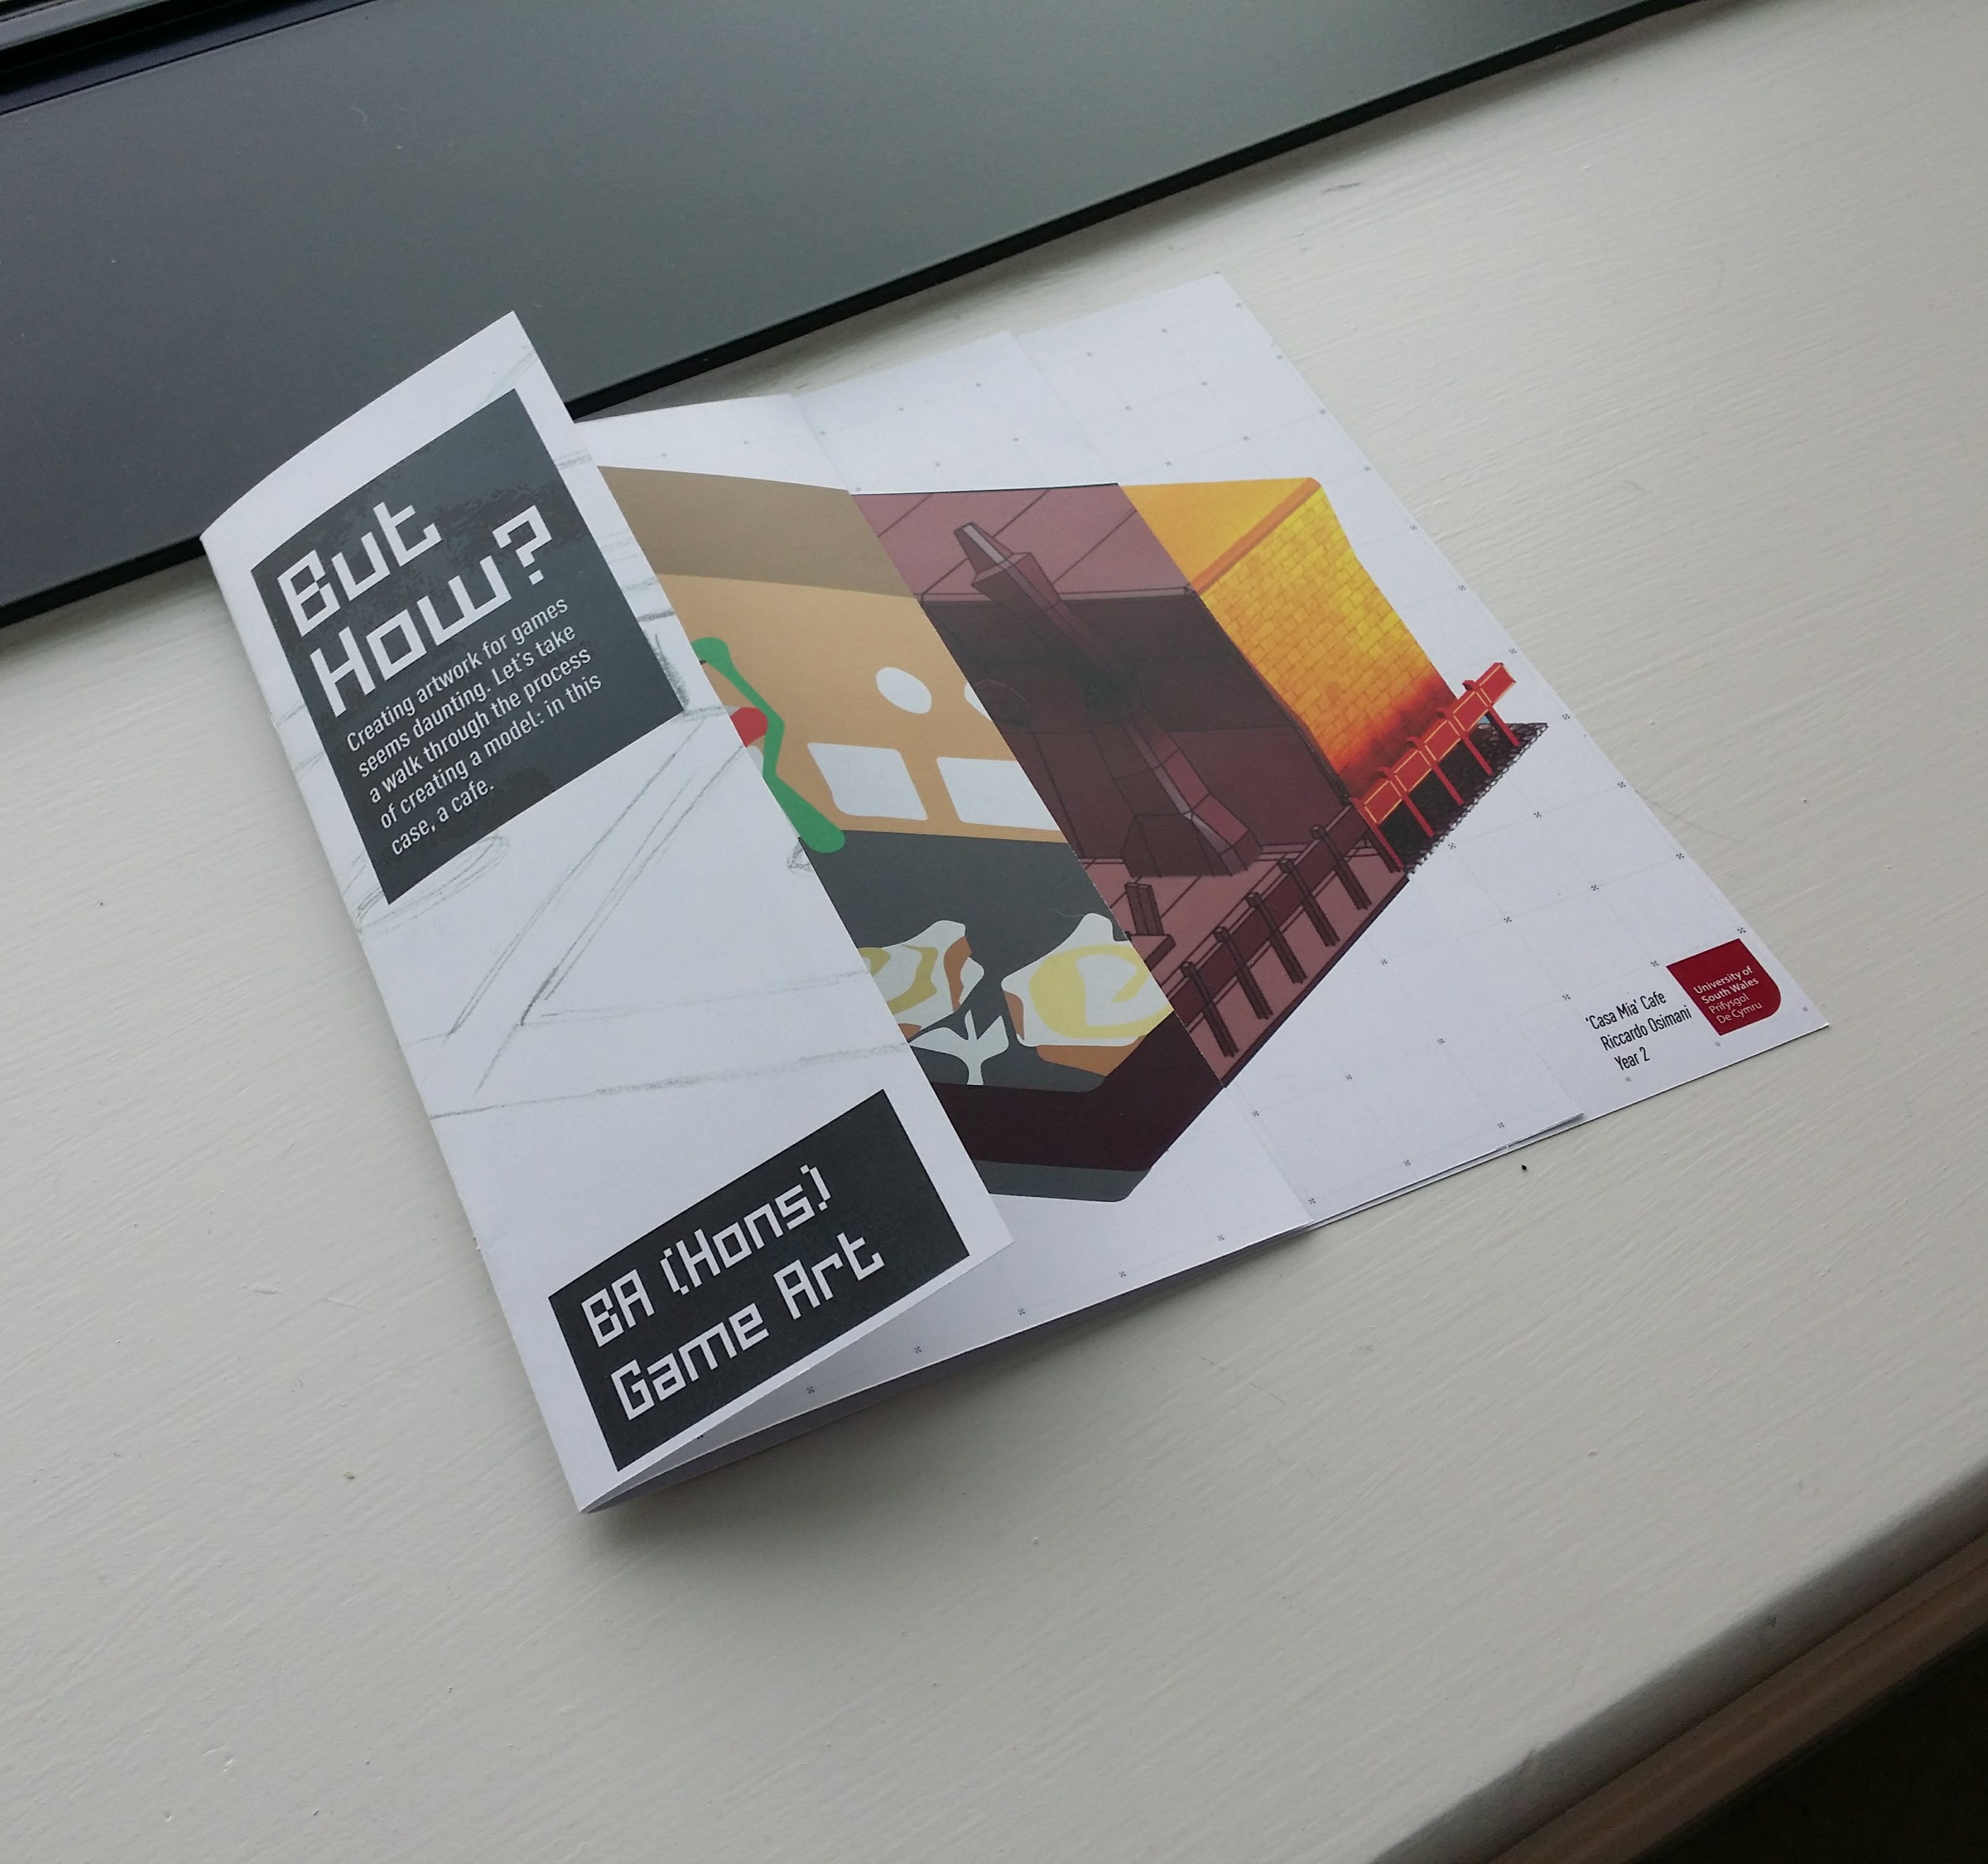 But
How?
Creating artwork for games
seems daunting. Let's take
a walk through the process
of creating a model: in this
case, a cafe.
BA (Hons)
Game Art
'Casa Mia' Cafe
Riccardo Osimani
Year 2
University of
South Wales
Prifysgol
De Cymru